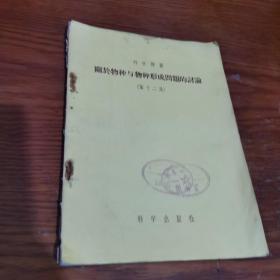 科学译丛
關於物种与物种形成問題的討論
(第十二集)
科学出版社